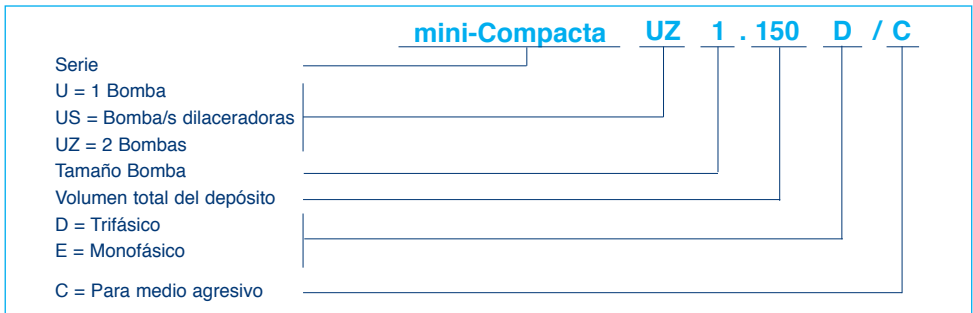 mini-Compacta UZ 1 . 150 D / C
Serie
U = 1 Bomba
US = Bomba/s dilaceradoras
UZ = 2 Bombas
Tamaño Bomba
Volumen total del depósito
D = Trifásico
E = Monofásico
C = Para medio agresivo